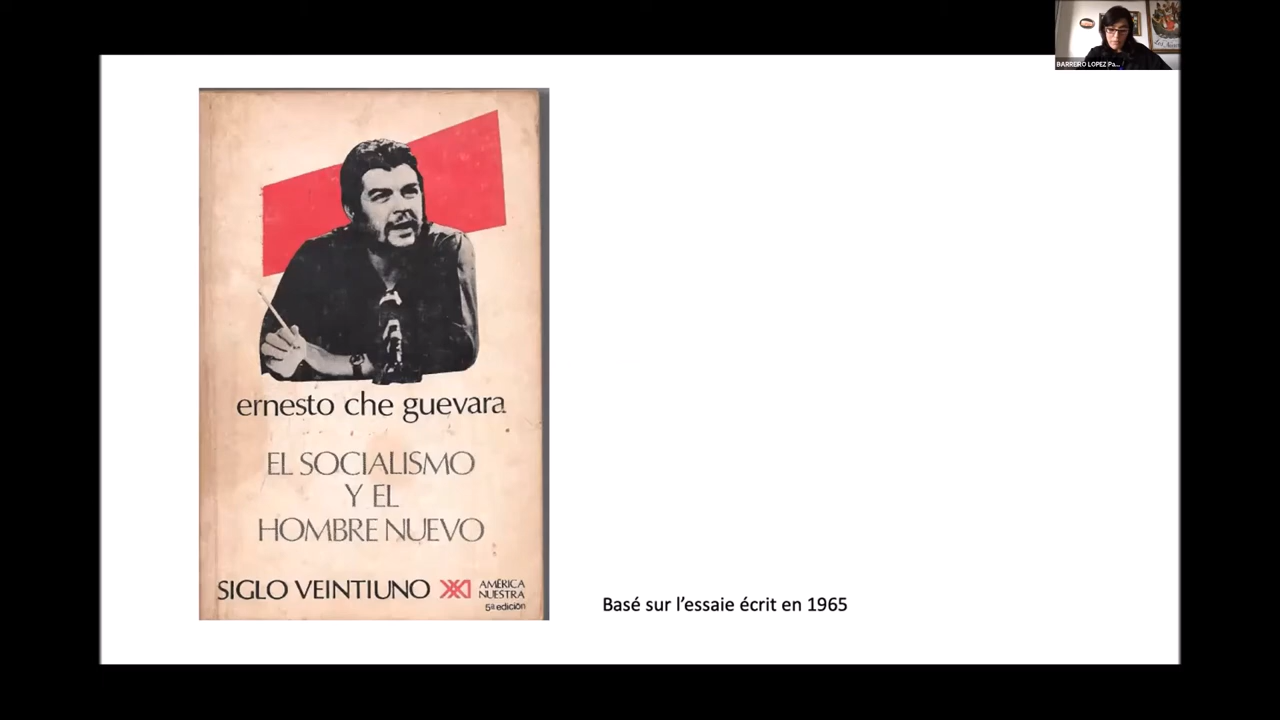 BARREIRO LOPEZ Pa...
ernesto che guevara
EL SOCIALISMO
Y EL
HOMBRE NUEVO
SIGLO VEINTIUNO
AMÉRICA
NUESTRA
5ª edición
Basé sur l’essaie écrit en 1965